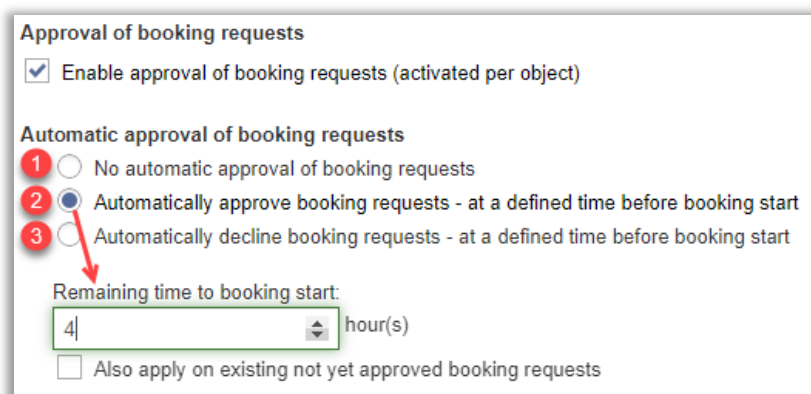 Approval of booking requests
Enable approval of booking requests (activated per object)
Automatic approval of booking requests
1 No automatic approval of booking requests
2 Automatically approve booking requests - at a defined time before booking start
3 Automatically decline booking requests - at a defined time before booking start
Remaining time to booking start:
4 hour(s)
Also apply on existing not yet approved booking requests